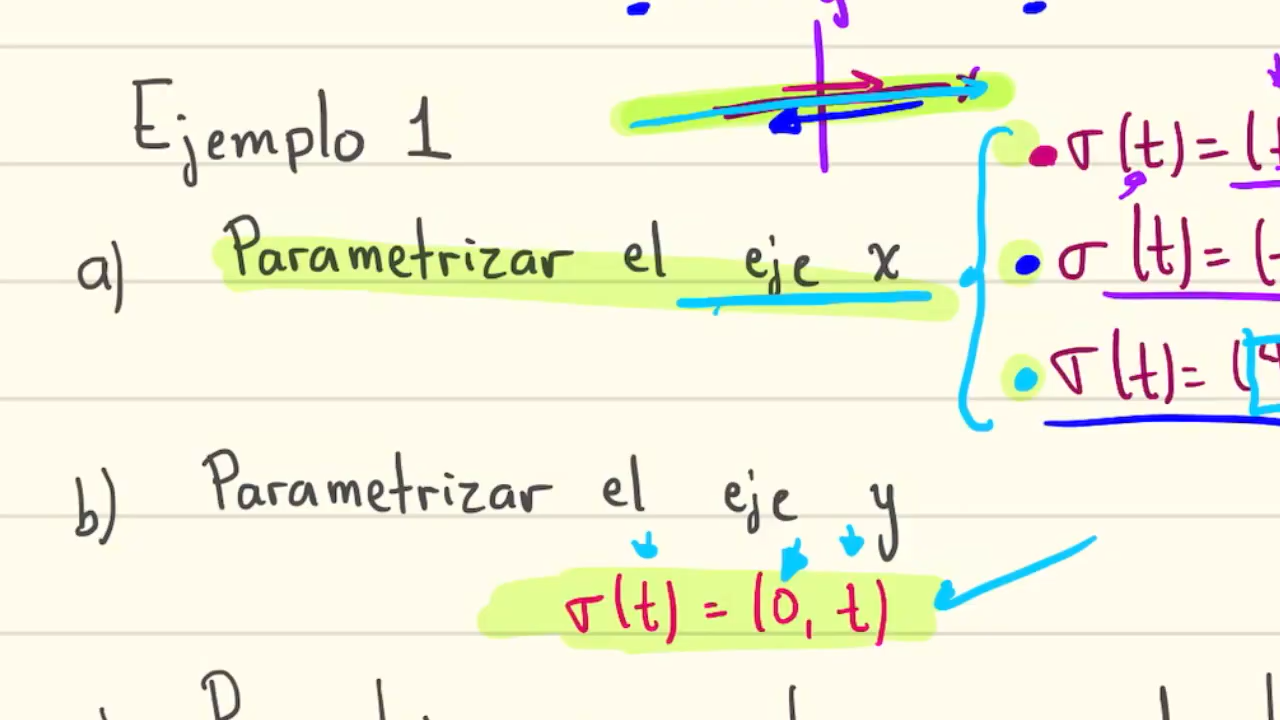 Ejemplo 1
σ(t)=(t
a) Parametrizar el eje x
σ(t)=(-
σ(t)=(
b) Parametrizar el eje y
σ(t) = (0, t)